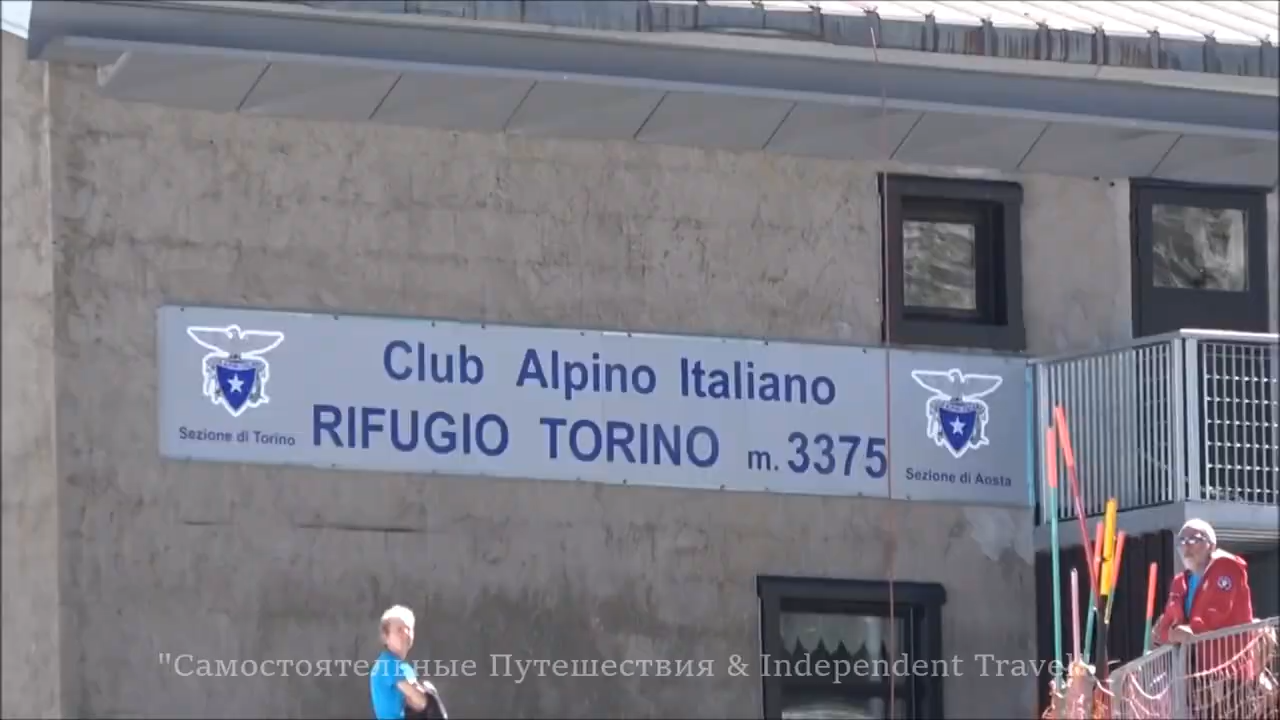 Club Alpino Italiano
RIFUGIO TORINO m. 3375
Sezione di Torino
Sezione di Aosta
"Самостоятельные Путешествия & Independent Travel"